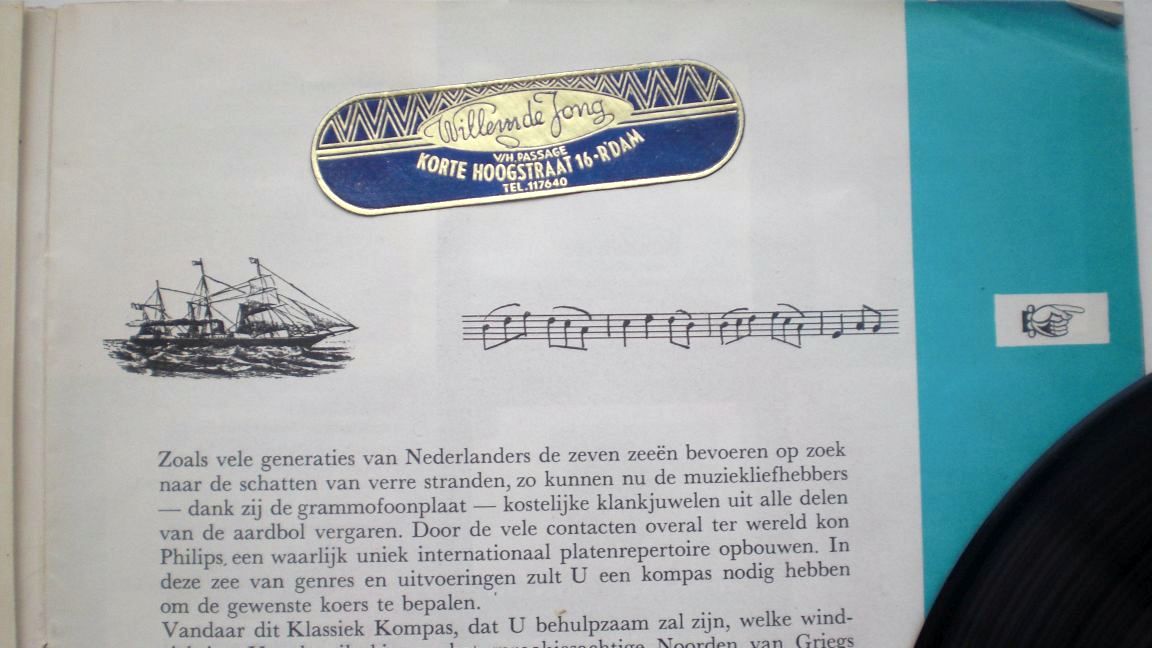 Willem de Jong
V/H. PASSAGE
KORTE HOOGSTRAAT 16-R'DAM
TEL. 117640
Zoals vele generaties van Nederlanders de zeven zeeën bevoeren op zoek
naar de schatten van verre stranden, zo kunnen nu de muziekliefhebbers
— dank zij de grammofoonplaat — kostelijke klankjuwelen uit alle delen
van de aardbol vergaren. Door de vele contacten overal ter wereld kon
Philips een waarlijk uniek internationaal platenrepertoire opbouwen. In
deze zee van genres en uitvoeringen zult U een kompas nodig hebben
om de gewenste koers te bepalen.
Vandaar dit Klassiek Kompas, dat U behulpzaam zal zijn, welke wind-
Noorden van Griegs